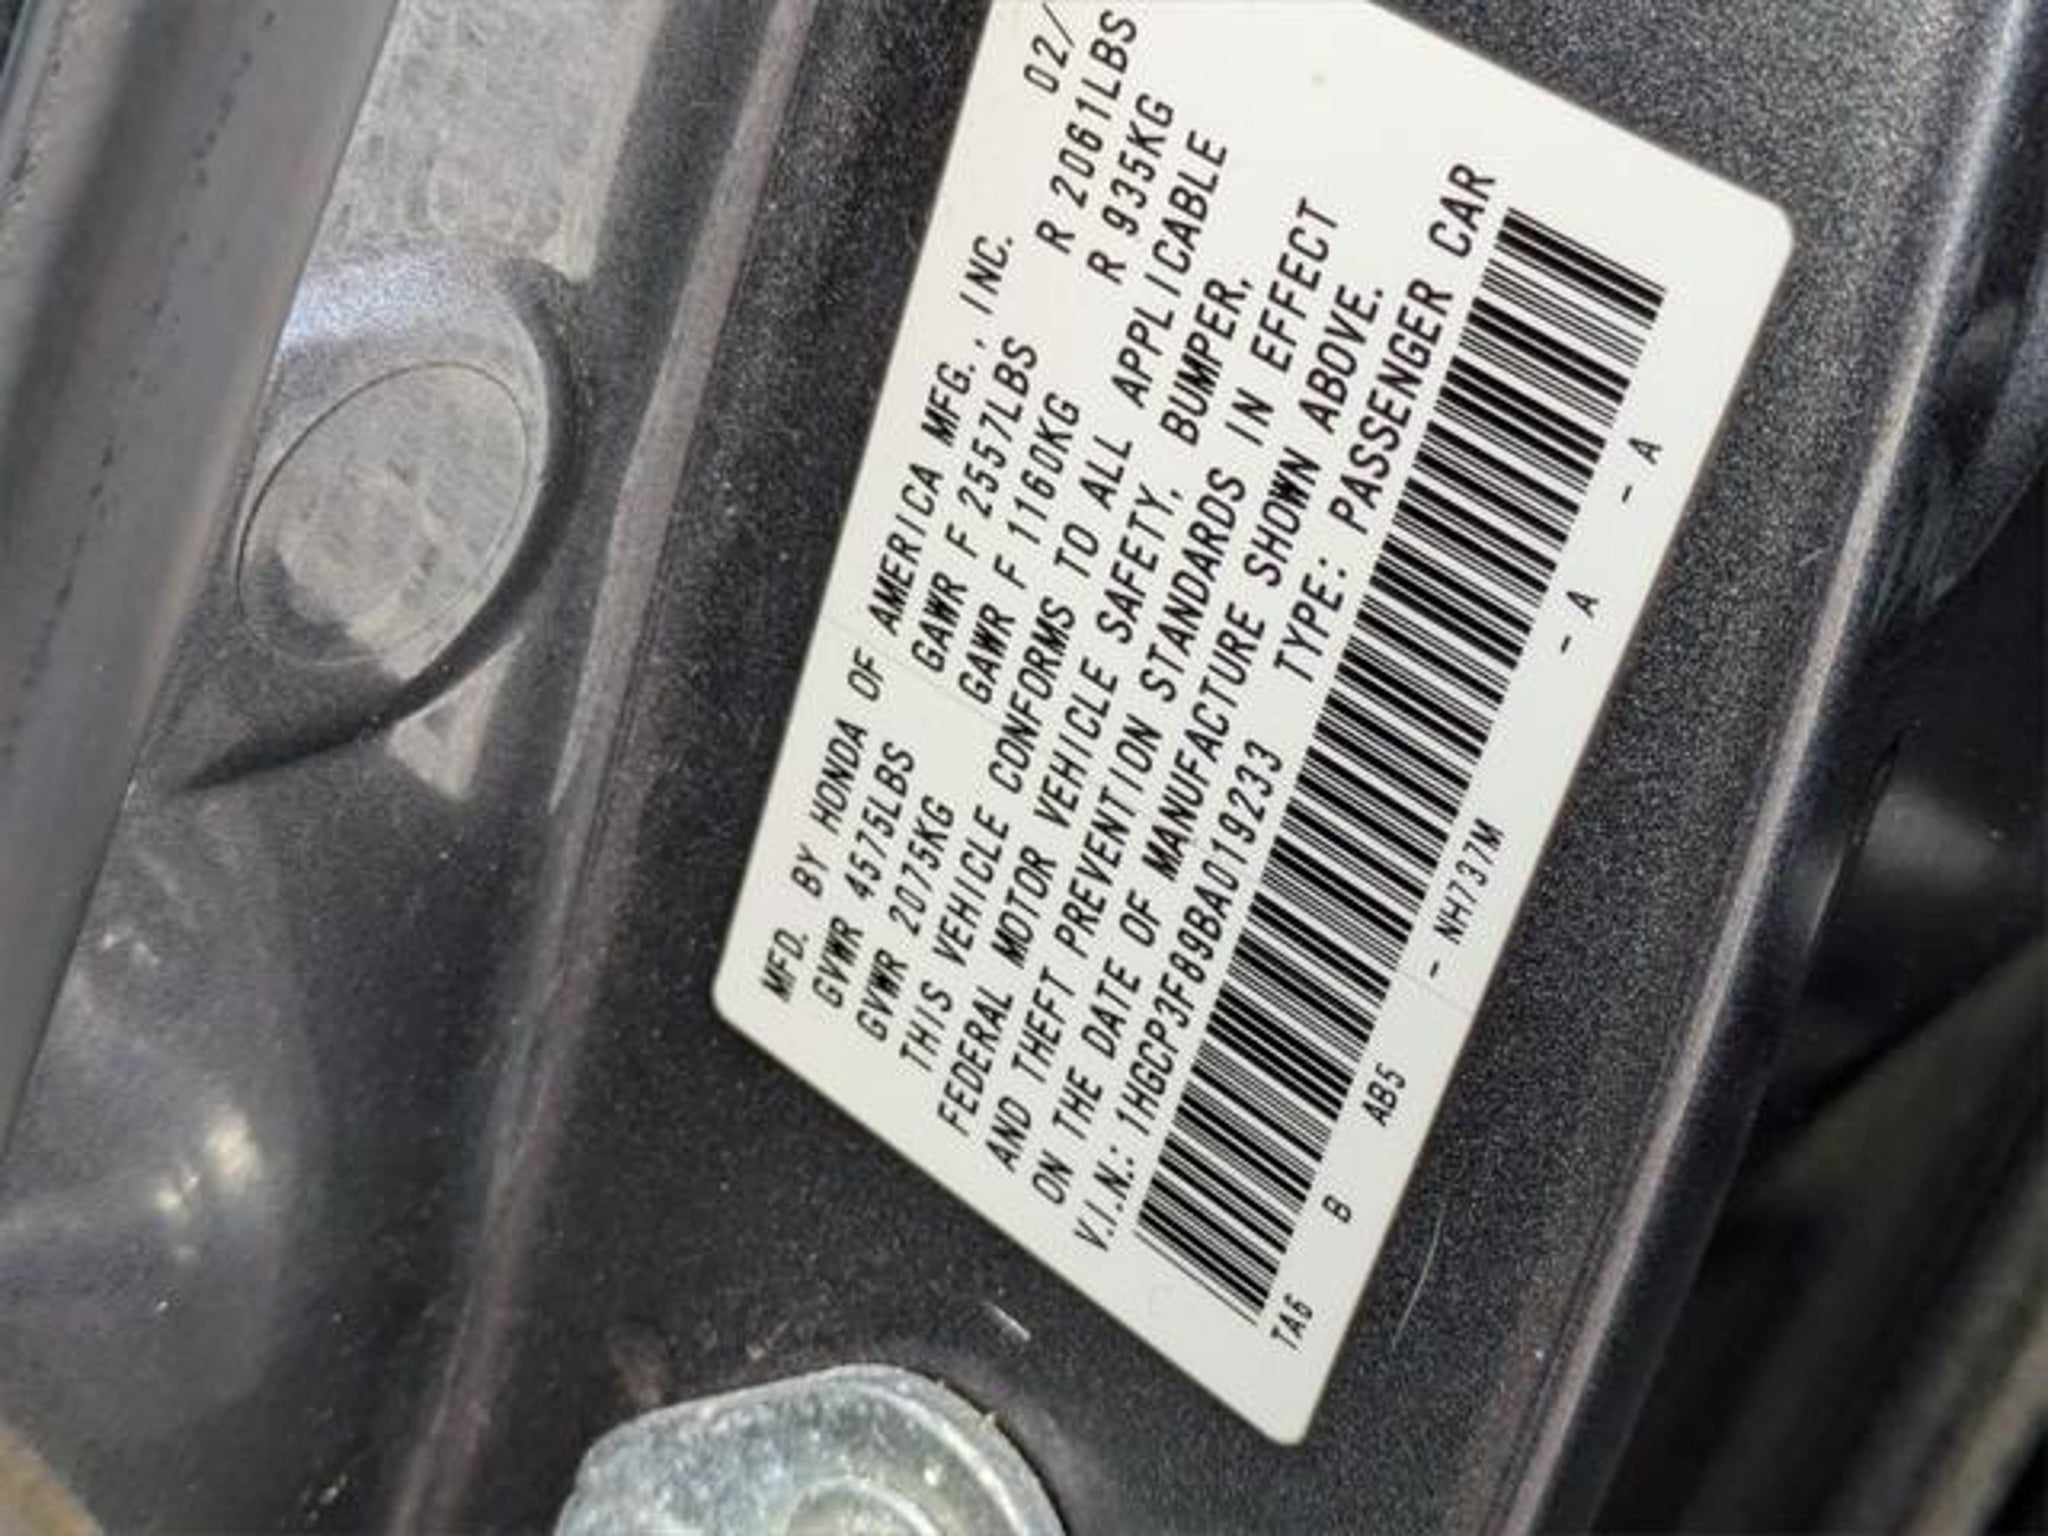 MFD. BY HONDA OF AMERICA MFG., INC. 02/
GVWR 4575LBS GAWR F 2557LBS R 2061LBS
GVWR 2075KG GAWR F 1160KG R 935KG
THIS VEHICLE CONFORMS TO ALL APPLICABLE
FEDERAL MOTOR VEHICLE SAFETY, BUMPER,
AND THEFT PREVENTION STANDARDS IN EFFECT
ON THE DATE OF MANUFACTURE SHOWN ABOVE.
V.I.N.: 1HGCP3F89BA019233 TYPE: PASSENGER CAR
TA6 B AB5 - NH737M - A - A